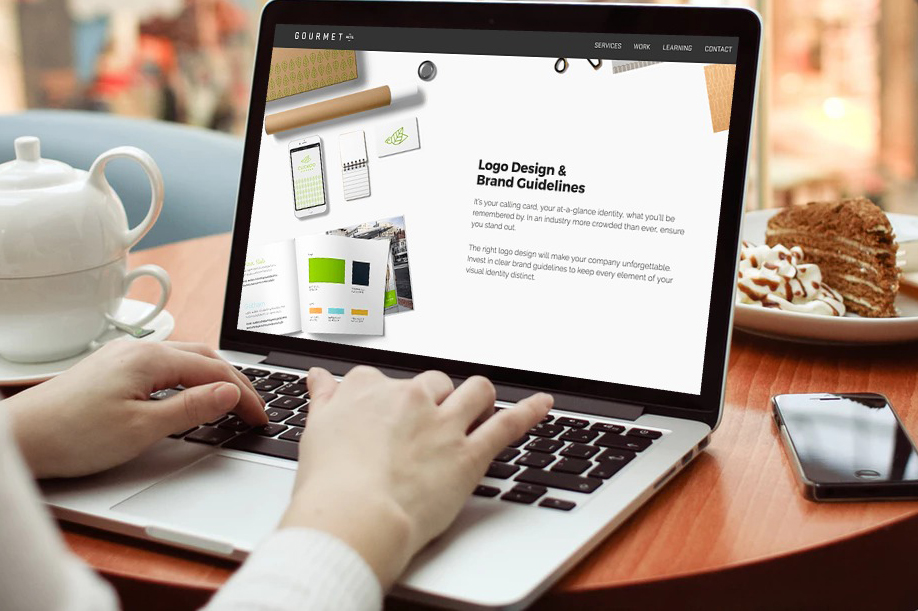 GOURMET
SERVICES WORK LEARNING CONTACT
Logo Design &
Brand Guidelines
It's your calling card, your at-a-glance identity, what you'll be
remembered by. In an industry more crowded than ever, ensure
you stand out.
The right logo design will make your company unforgettable.
Invest in clear brand guidelines to keep every element of your
visual identity distinct.